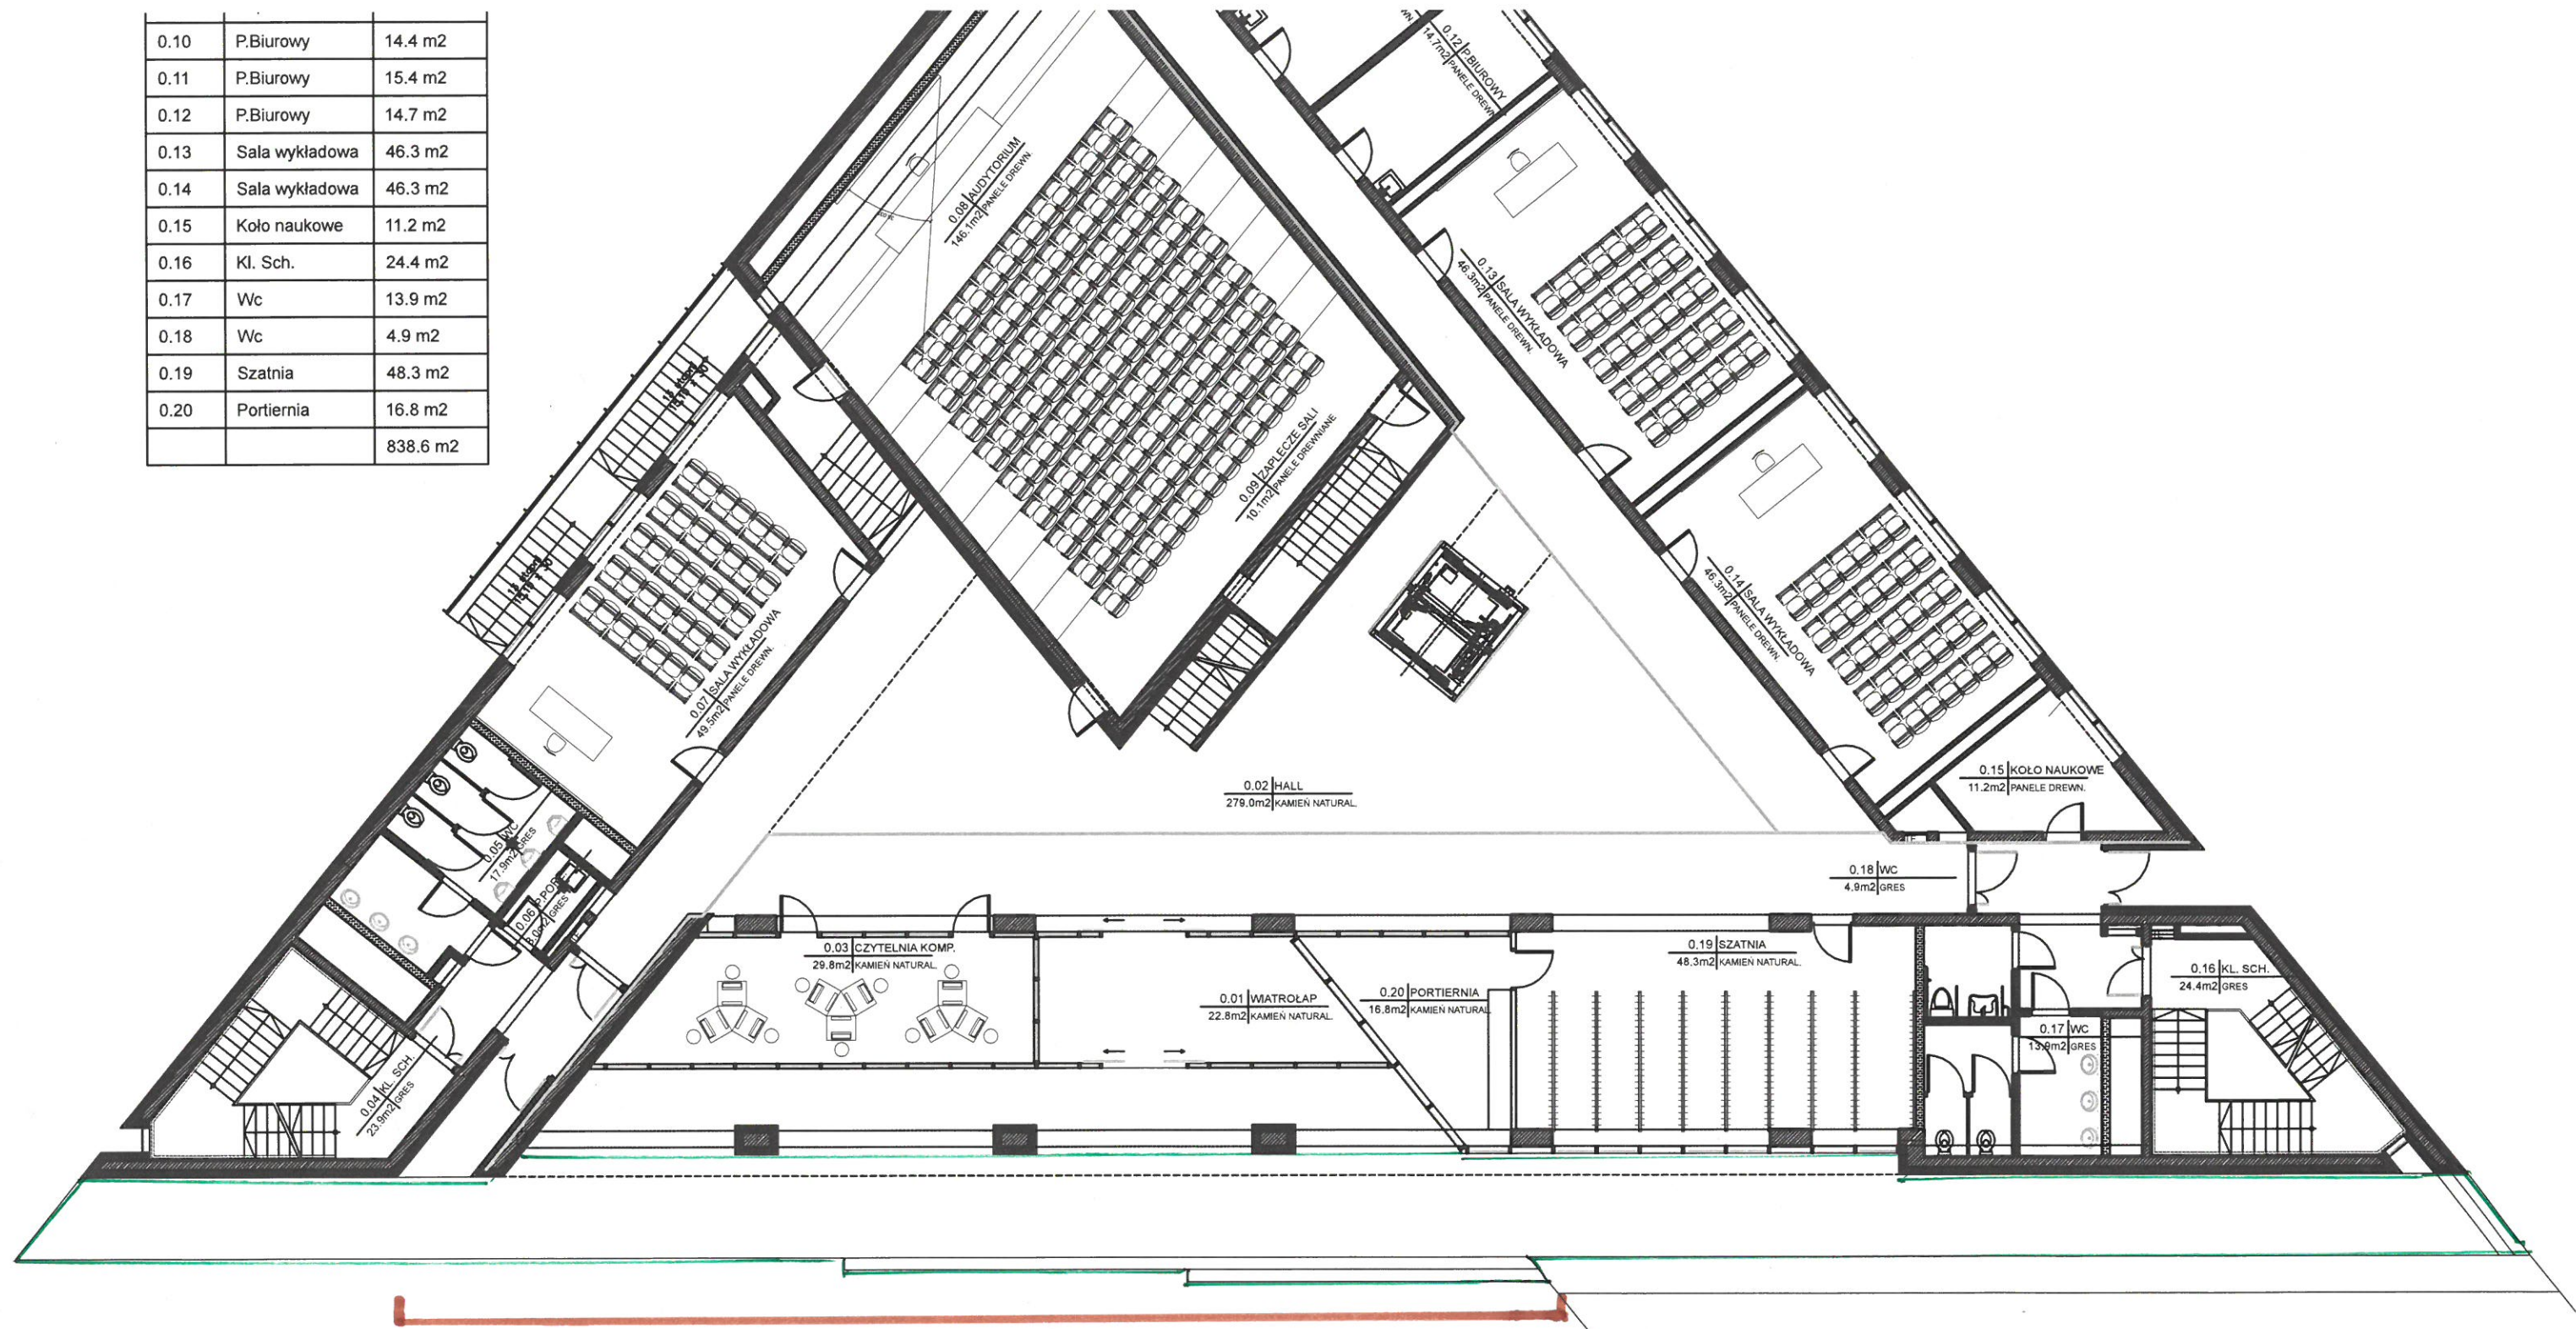 0.10 P.Biurowy 14.4 m2
0.11 P.Biurowy 15.4 m2
0.12 P.Biurowy 14.7 m2
0.13 Sala wykładowa 46.3 m2
0.14 Sala wykładowa 46.3 m2
0.15 Koło naukowe 11.2 m2
0.16 Kl. Sch. 24.4 m2
0.17 Wc 13.9 m2
0.18 Wc 4.9 m2
0.19 Szatnia 48.3 m2
0.20 Portiernia 16.8 m2
838.6 m2
0.12 P.BIUROWY
14.7m2 PANELE DREWN.
0.08 AUDYTORIUM
146.1m2 PANELE DREWN.
0.13 SALA WYKŁADOWA
46.3m2 PANELE DREWN.
0.09 ZAPLECZE SALI
10.1m2 PANELE DREWNIANE
0.14 SALA WYKŁADOWA
46.3m2 PANELE DREWN.
0.07 SALA WYKŁADOWA
49.5m2 PANELE DREWN.
0.15 KOŁO NAUKOWE
11.2m2 PANELE DREWN.
0.02 HALL
279.0m2 KAMIEŃ NATURAL.
0.05 WC
17.9m2 GRES
0.06 P.PORZ.
GRES
0.18 WC
4.9m2 GRES
0.03 CZYTELNIA KOMP.
29.8m2 KAMIEŃ NATURAL.
0.19 SZATNIA
48.3m2 KAMIEŃ NATURAL.
0.01 WIATROŁAP
22.8m2 KAMIEŃ NATURAL.
0.20 PORTIERNIA
16.8m2 KAMIEŃ NATURAL
0.16 KL. SCH.
24.4m2 GRES
0.17 WC
13.9m2 GRES
0.04 KL. SCH.
23.9m2 GRES